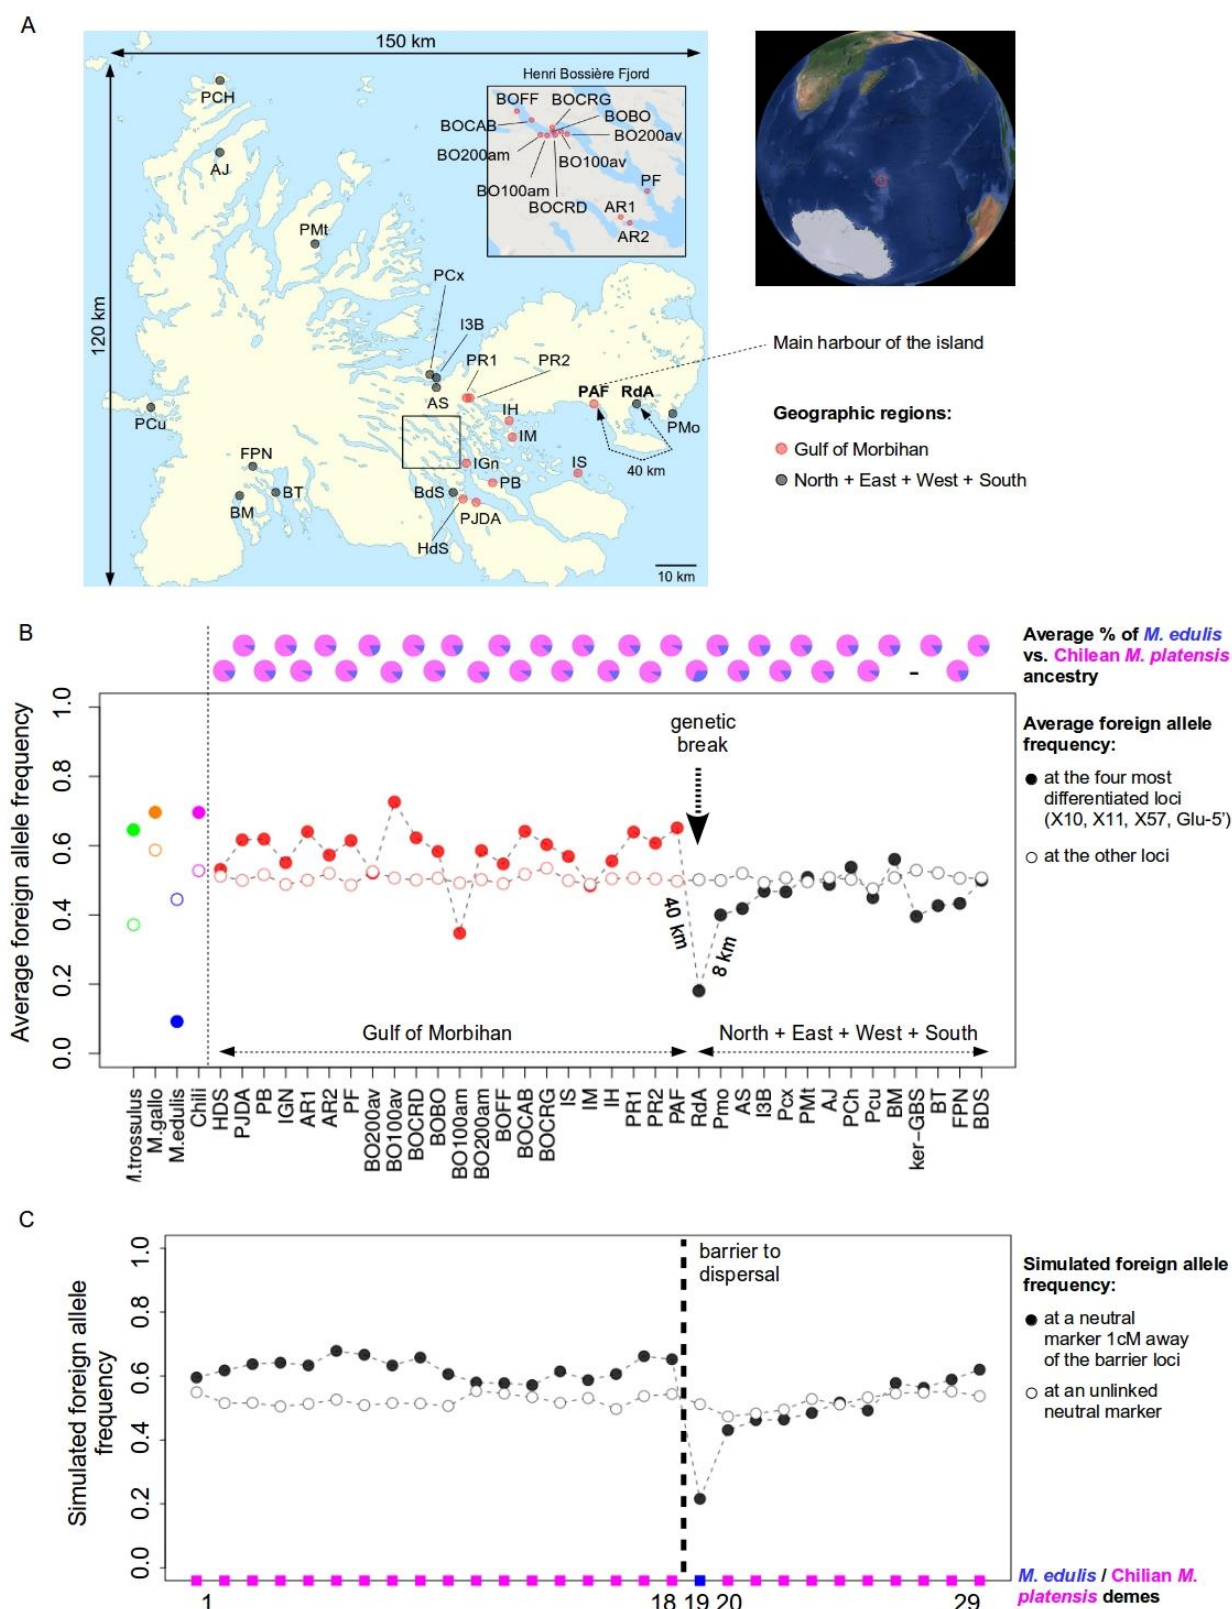 A
150 km
120 km
Henri Bossière Fjord
BOFF
BOCRG
BOCAB
BOBO
BO200av
BO200am
BO100av
BO100am
PF
BOCRD
AR1
AR2
PCH
AJ
PMt
PCx
I3B
PR1
PR2
AS
PAF
RdA
IH
PMo
IM
PCu
FPN
IGn
IS
40 km
PB
BdS
BT
BM
PJDA
HdS
10 km
Main harbour of the island
Geographic regions:
Gulf of Morbihan
North + East + West + South
B
Average % of M. edulis
vs. Chilean M. platensis
ancestry
Average foreign allele frequency
1.0
0.8
0.6
0.4
0.2
0.0
genetic
break
40 km
8 km
Gulf of Morbihan
North + East + West + South
Average foreign allele
frequency:
at the four most
differentiated loci
(X10, X11, X57, Glu-5')
at the other loci
M.trossulus
M.gallo
M.edulis
Chili
HDS
PJDA
PB
IGN
AR1
AR2
PF
BO200av
BO100av
BOCRD
BOBO
BO100am
BO200am
BOFF
BOCAB
BOCRG
IS
IM
IH
PR1
PR2
PAF
RdA
Pmo
AS
I3B
Pcx
PMt
AJ
PCh
Pcu
BM
ker-GBS
BT
FPN
BDS
C
Simulated foreign allele
frequency
1.0
0.8
0.6
0.4
0.2
0.0
barrier to
dispersal
Simulated foreign allele
frequency:
at a neutral
marker 1cM away
of the barrier loci
at an unlinked
neutral marker
M. edulis / Chilian M.
platensis demes
1
18 19 20
29